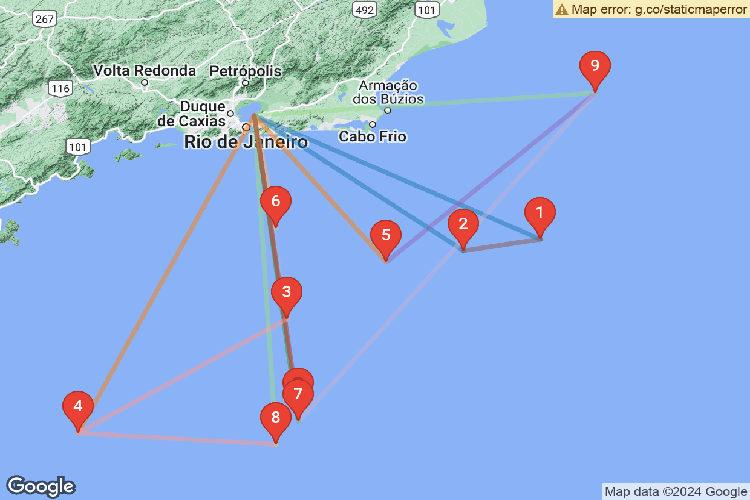 267
492
101
Map error: g.co/staticmaperror
9
Volta Redonda
Petrópolis
116
Armação
dos Búzios
Duque
de Caxias
Cabo Frio
101
Rio de Janeiro
6
1
2
5
3
7
4
8
Google
Map data ©2024 Google